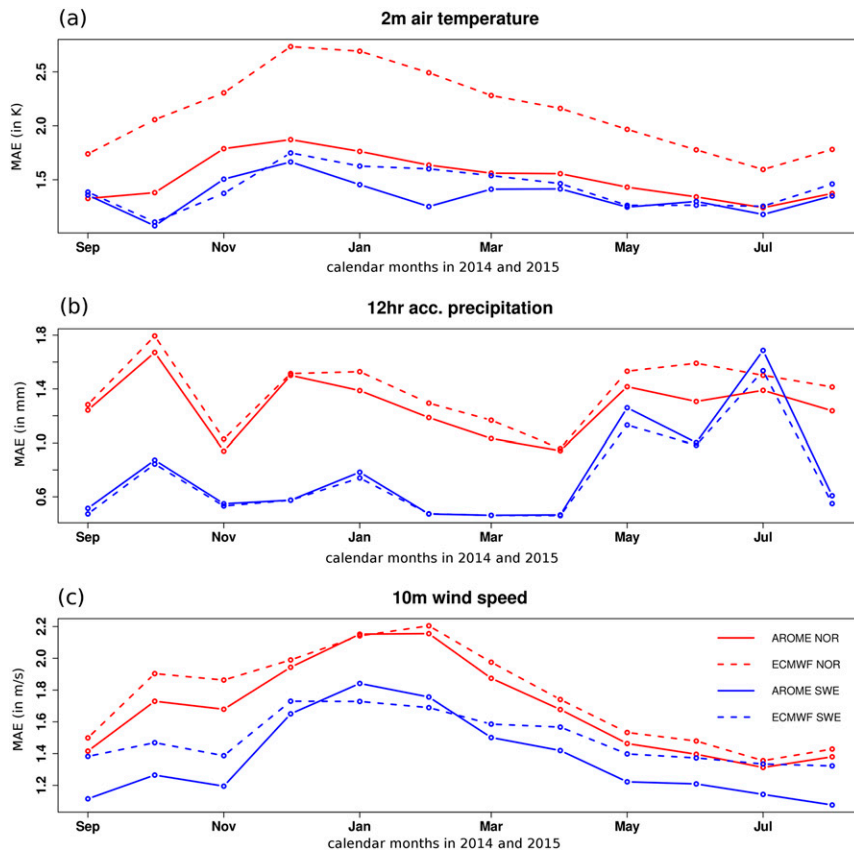 (a) 2m air temperature
MAE (in K)
2.5
2.0
1.5
Sep Nov Jan Mar May Jul
calendar months in 2014 and 2015
(b) 12hr acc. precipitation
MAE (in mm)
1.8
1.4
1.0
0.6
Sep Nov Jan Mar May Jul
calendar months in 2014 and 2015
(c) 10m wind speed
MAE (in m/s)
2.2
2.0
1.8
1.6
1.4
1.2
AROME NOR
ECMWF NOR
AROME SWE
ECMWF SWE
Sep Nov Jan Mar May Jul
calendar months in 2014 and 2015